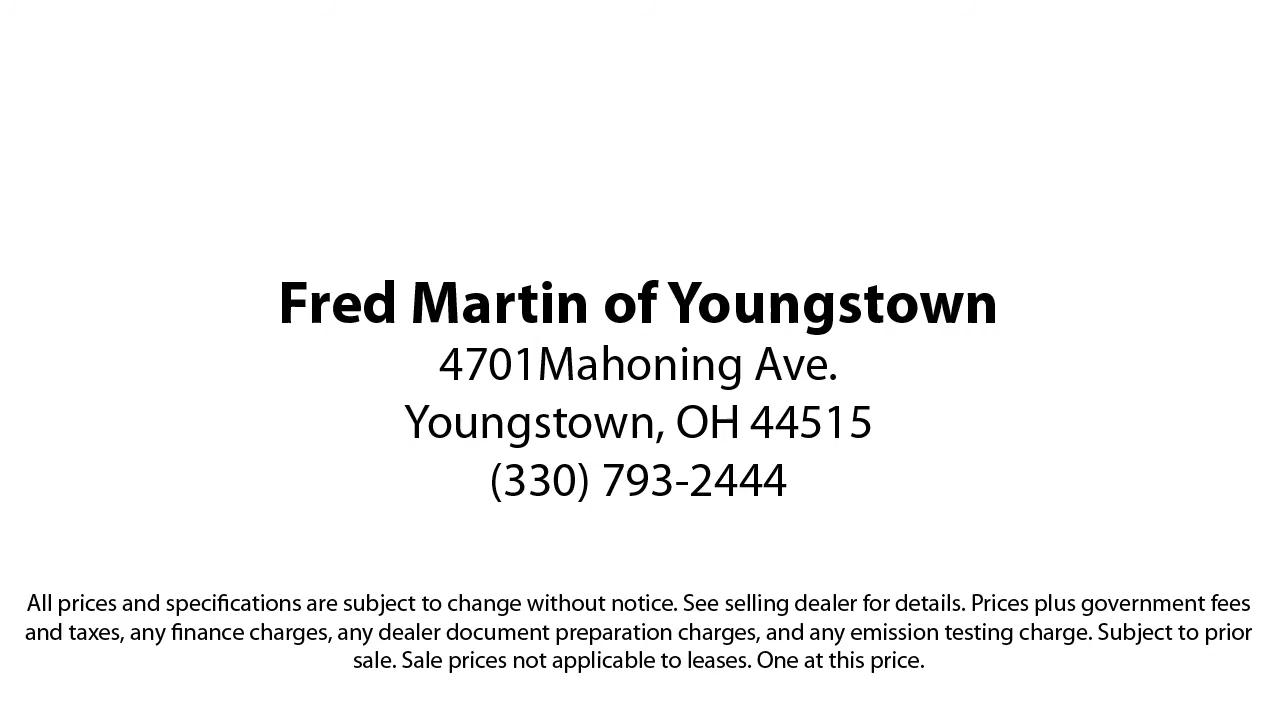 Fred Martin of Youngstown
4701Mahoning Ave.
Youngstown, OH 44515
(330) 793-2444
All prices and specifications are subject to change without notice. See selling dealer for details. Prices plus government fees
and taxes, any finance charges, any dealer document preparation charges, and any emission testing charge. Subject to prior
sale. Sale prices not applicable to leases. One at this price.